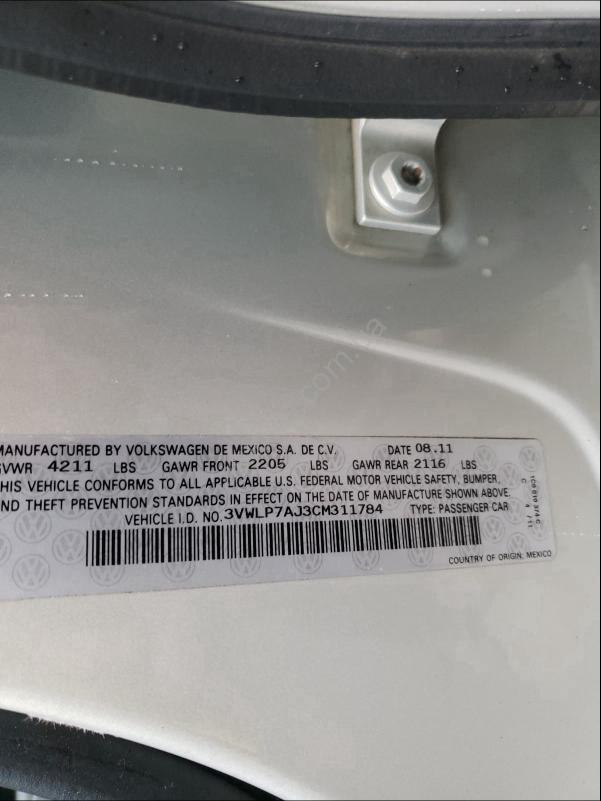 MANUFACTURED BY VOLKSWAGEN DE MEXICO S.A. DE C.V. DATE 08.11
GVWR 4211 LBS GAWR FRONT 2205 LBS GAWR REAR 2116 LBS
THIS VEHICLE CONFORMS TO ALL APPLICABLE U.S. FEDERAL MOTOR VEHICLE SAFETY, BUMPER,
AND THEFT PREVENTION STANDARDS IN EFFECT ON THE DATE OF MANUFACTURE SHOWN ABOVE.
VEHICLE I.D. NO. 3VWLP7AJ3CM311784 TYPE: PASSENGER CAR
COUNTRY OF ORIGIN: MEXICO